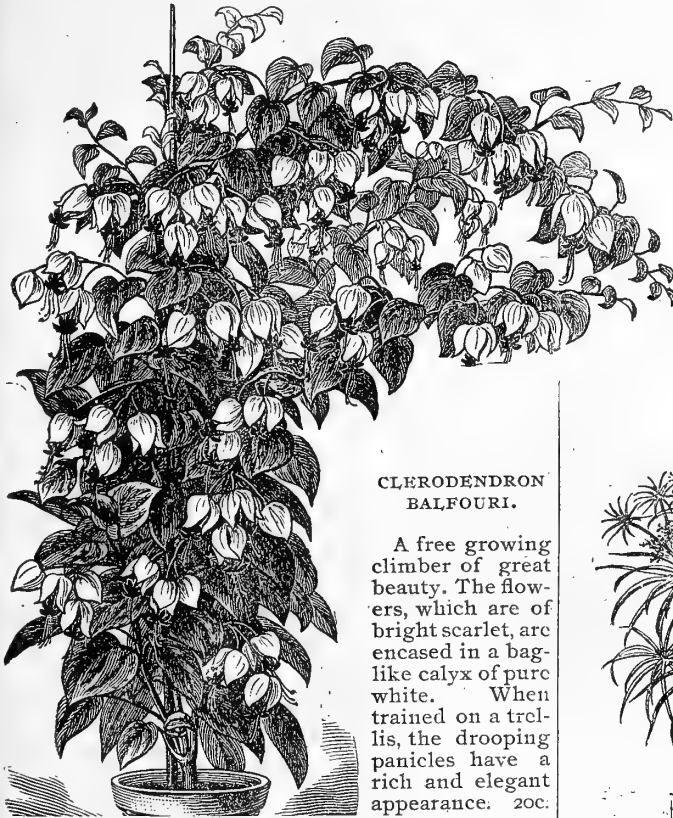 CLERODENDRON
BALFOURI.
A free growing
climber of great
beauty. The flow-
ers, which are of
bright scarlet, are
encased in a bag-
like calyx of pure
white. When
trained on a trel-
lis, the drooping
panicles have a
rich and elegant
appearance. 20c.